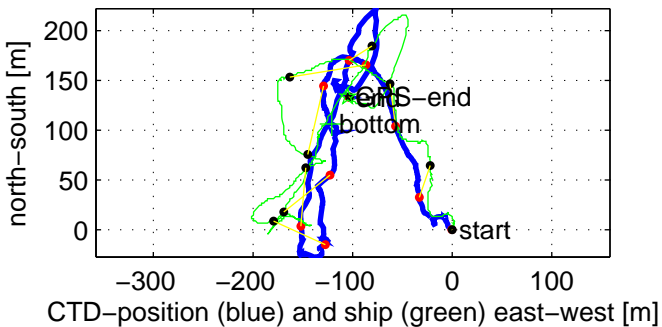 200
150
100
50
0
north−south [m]
end
GPS−end
bottom
start
−300 −200 −100 0 100
CTD−position (blue) and ship (green) east−west [m]